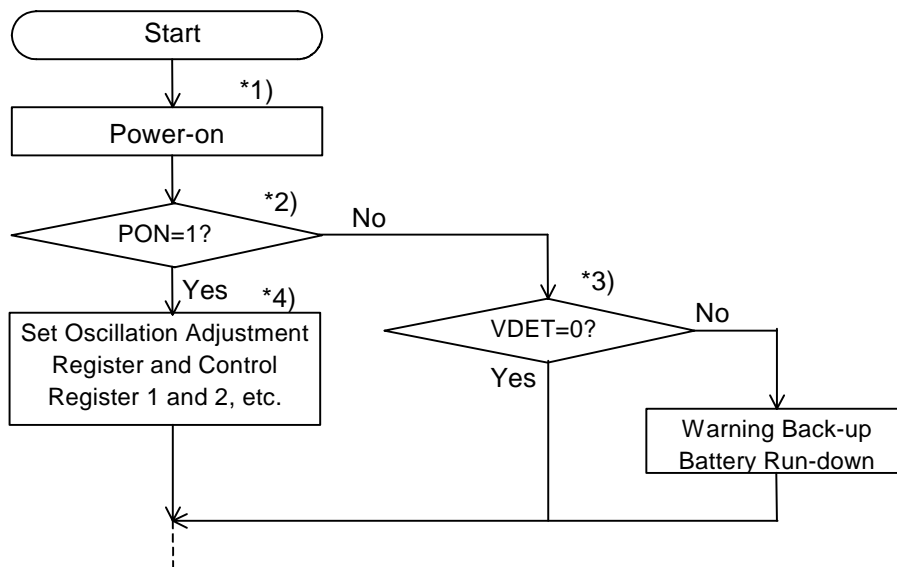 Start
*1)
Power-on
*2)
PON=1?
No
Yes
*4)
Set Oscillation Adjustment
Register and Control
Register 1 and 2, etc.
*3)
VDET=0?
No
Yes
Warning Back-up
Battery Run-down